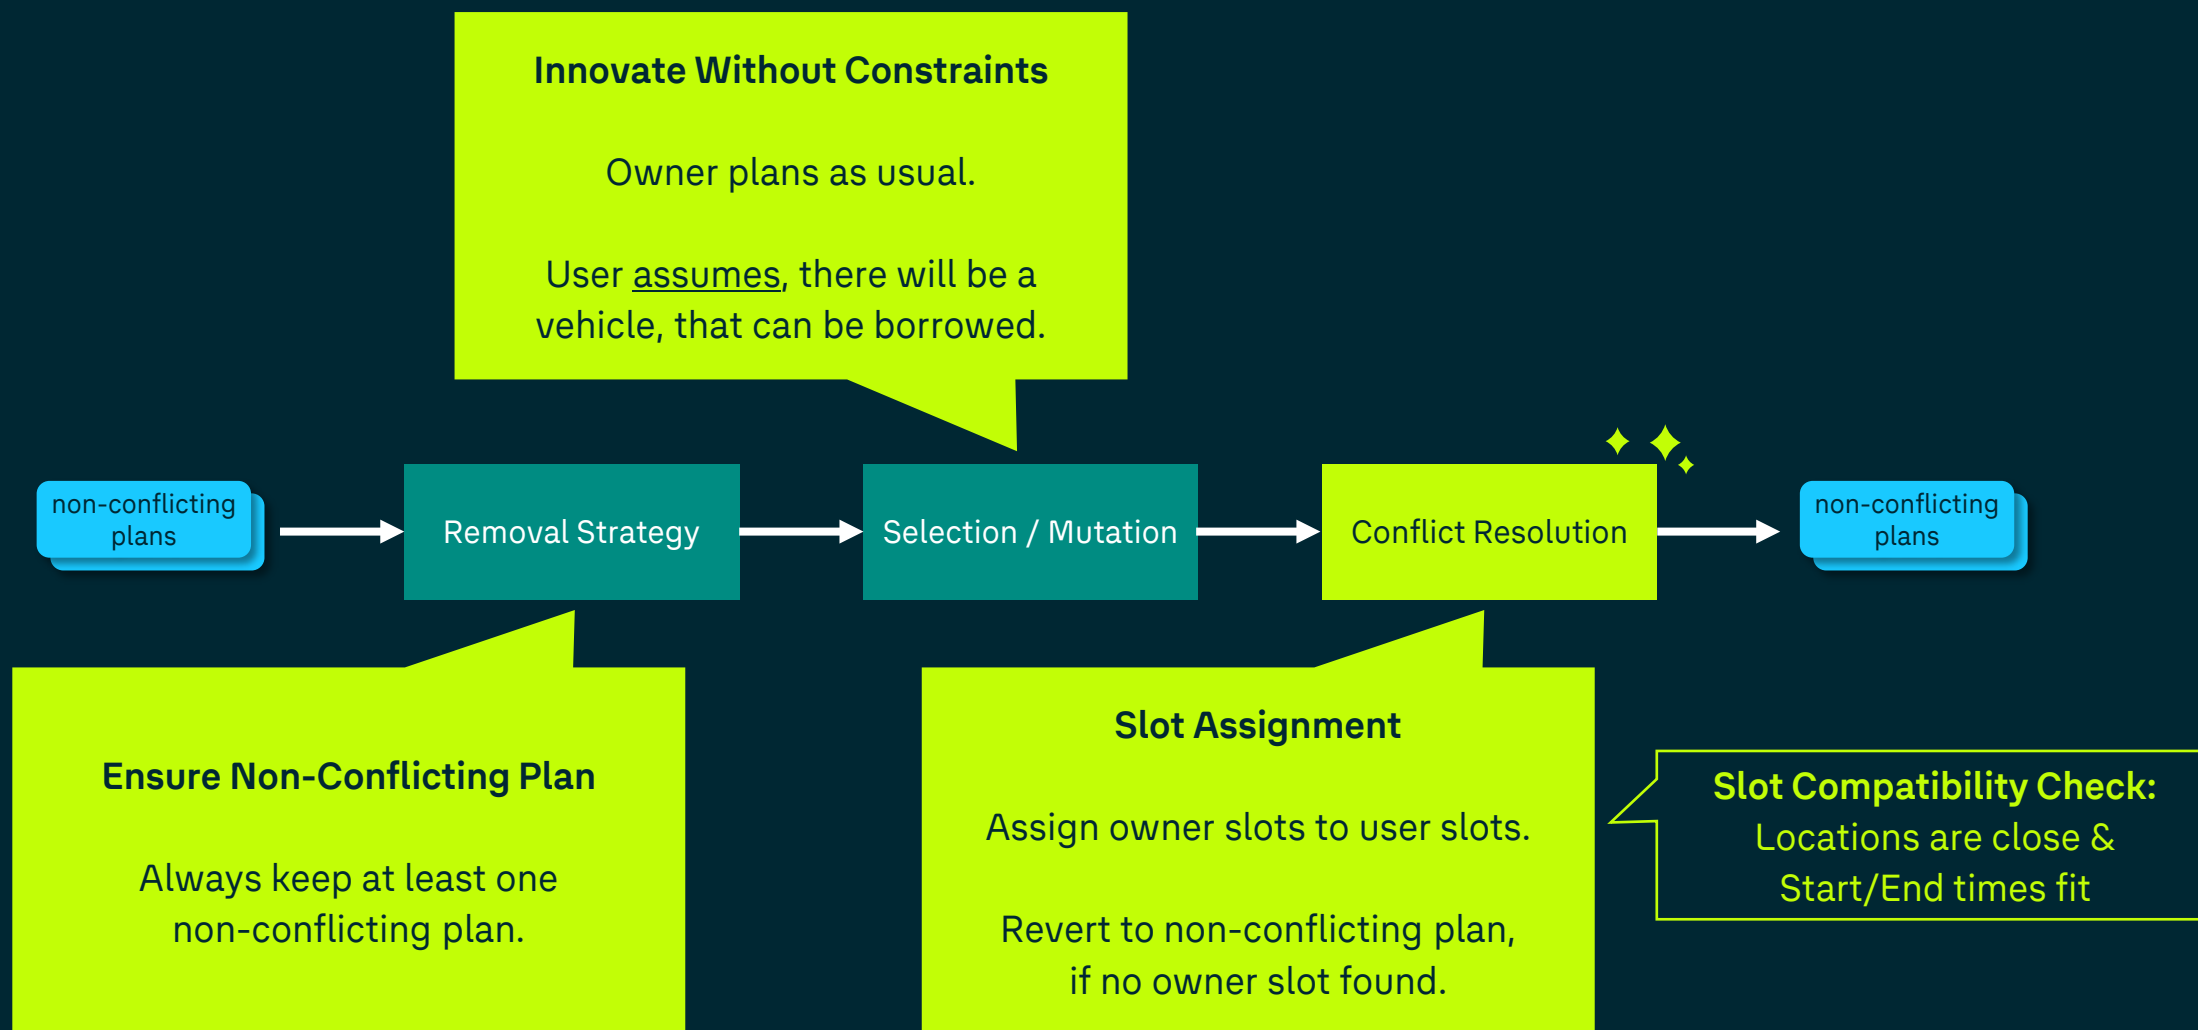 Innovate Without Constraints
Owner plans as usual.
User assumes, there will be a
vehicle, that can be borrowed.
non-conflicting
plans
Removal Strategy
Selection / Mutation
Conflict Resolution
non-conflicting
plans
Ensure Non-Conflicting Plan
Always keep at least one
non-conflicting plan.
Slot Assignment
Assign owner slots to user slots.
Revert to non-conflicting plan,
if no owner slot found.
Slot Compatibility Check:
Locations are close &
Start/End times fit